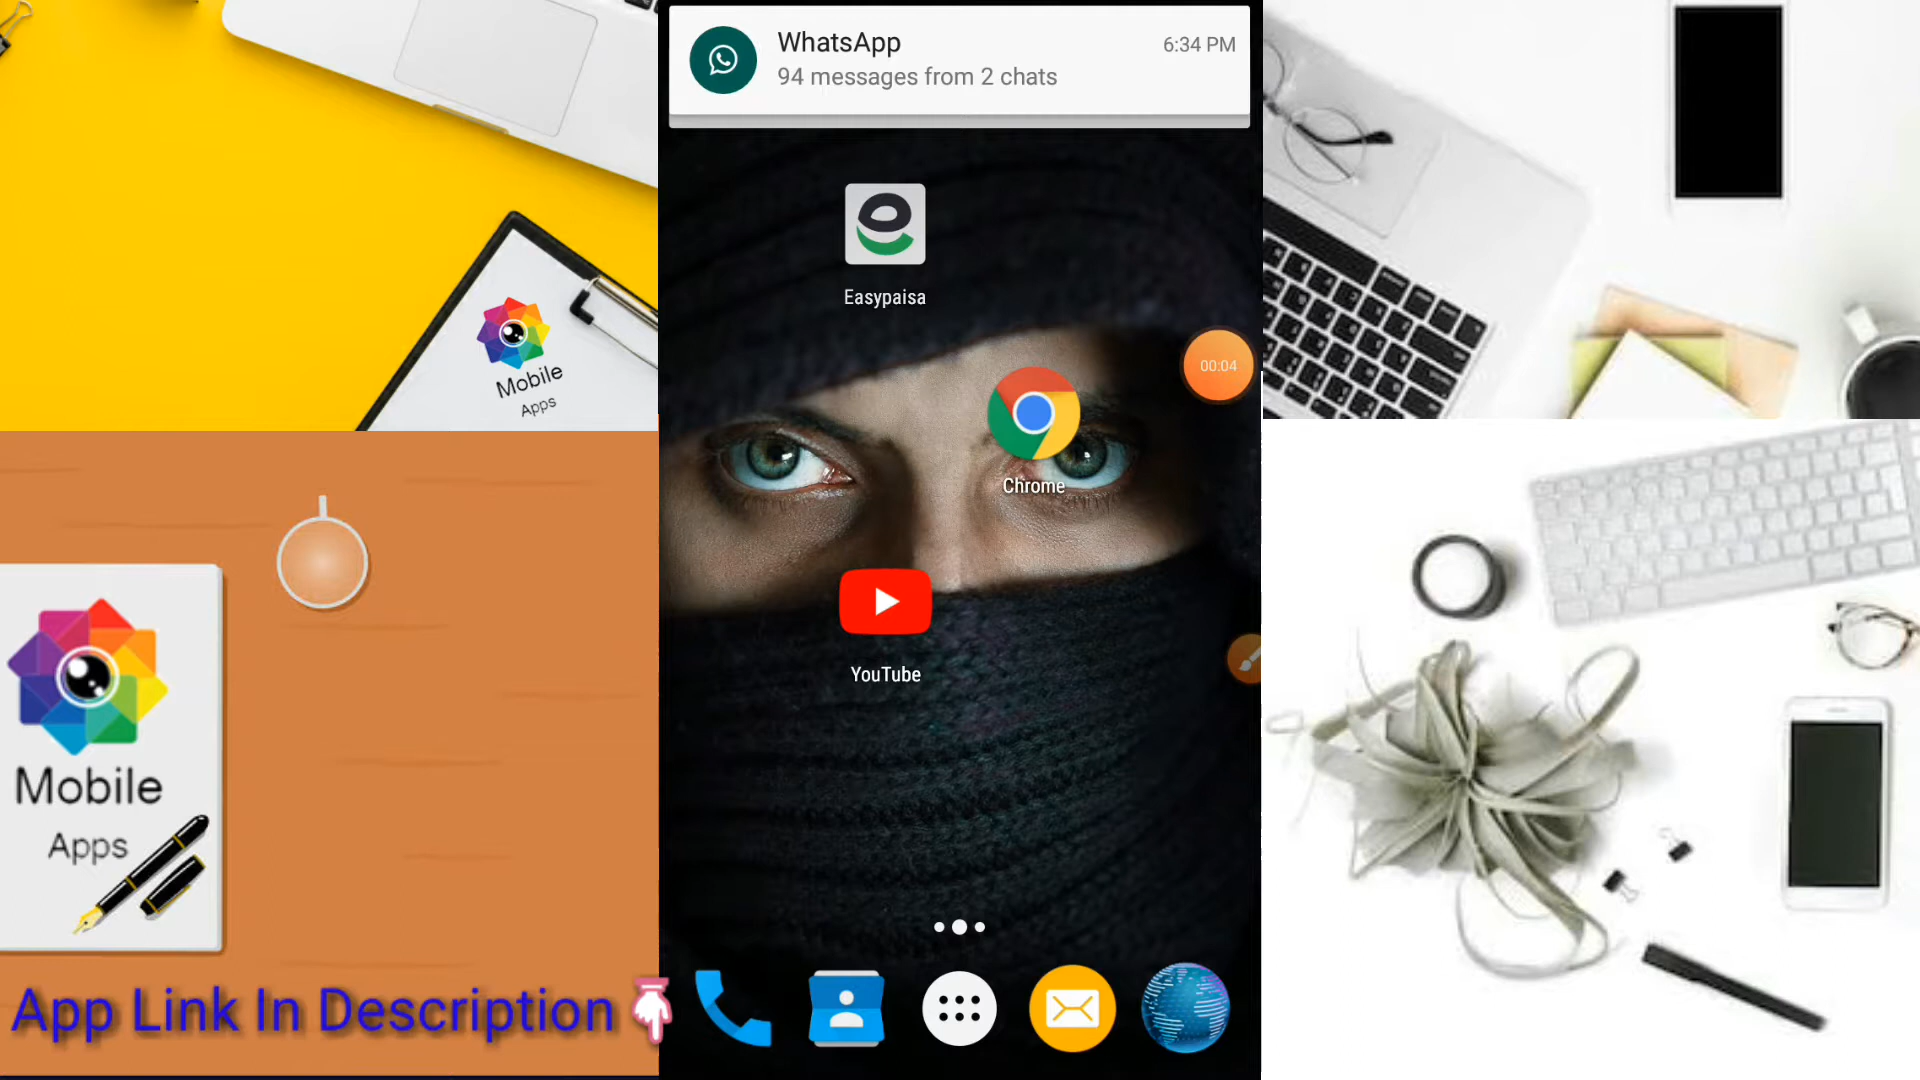 WhatsApp
6:34 PM
94 messages from 2 chats
Easypaisa
00:04
Chrome
YouTube
Mobile
Apps
Mobile
Apps
App Link In Description